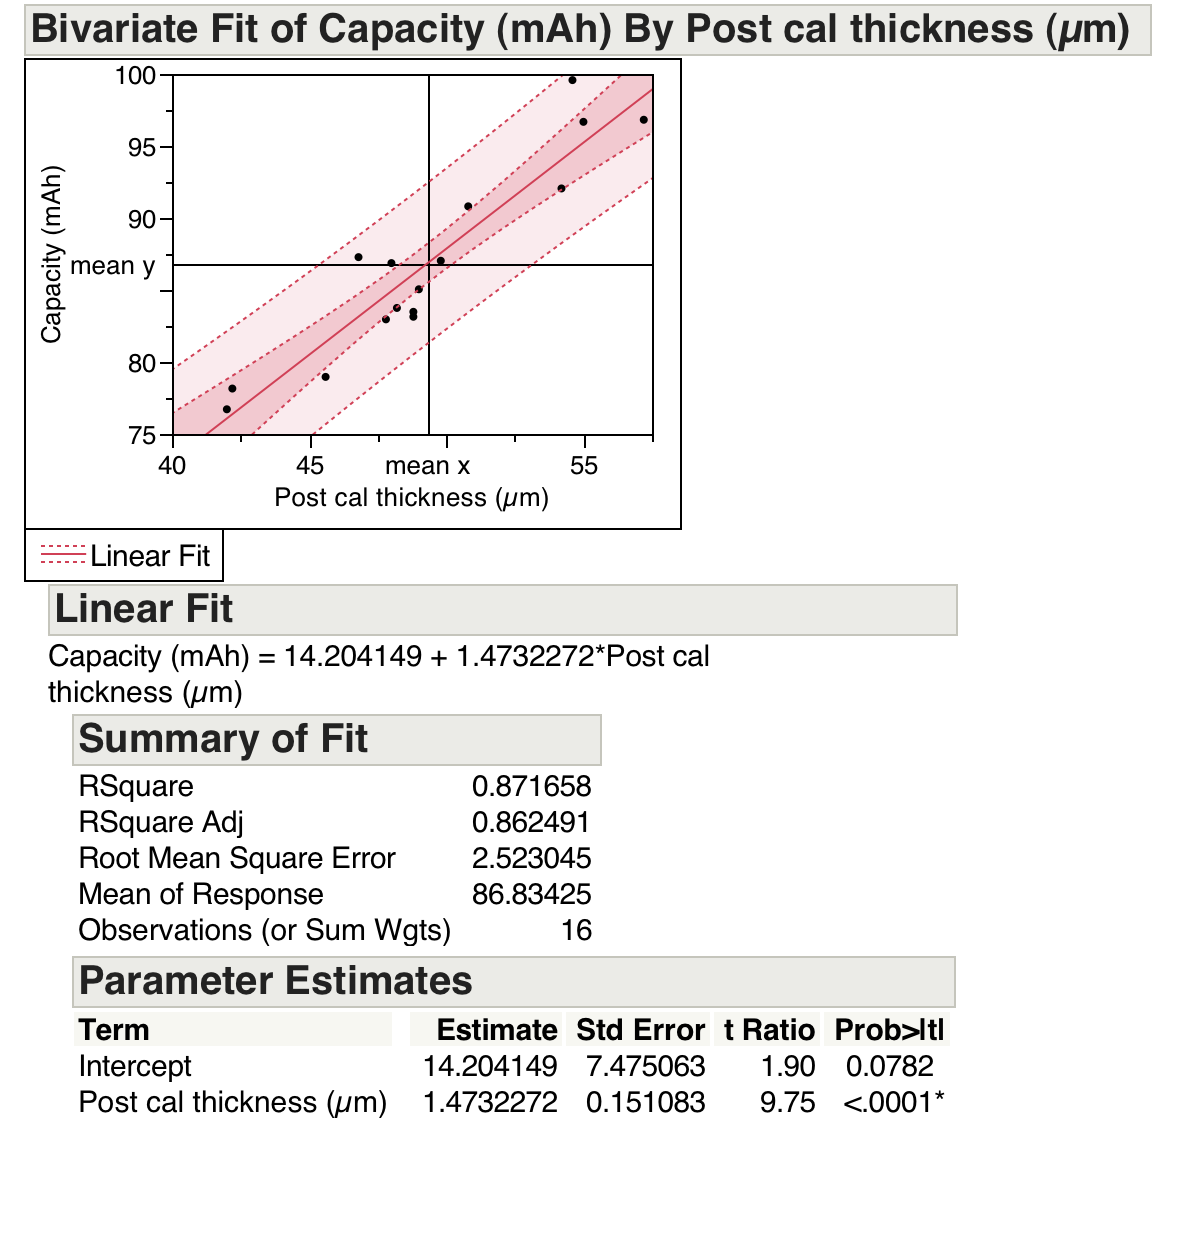 Bivariate Fit of Capacity (mAh) By Post cal thickness (µm)
100
95
90
mean y
80
75
Capacity (mAh)
40 45 mean x 55
Post cal thickness (µm)
Linear Fit
Linear Fit
Capacity (mAh) = 14.204149 + 1.4732272*Post cal
thickness (µm)
Summary of Fit
RSquare 0.871658
RSquare Adj 0.862491
Root Mean Square Error 2.523045
Mean of Response 86.83425
Observations (or Sum Wgts) 16
Parameter Estimates
Term Estimate Std Error t Ratio Prob>|t|
Intercept 14.204149 7.475063 1.90 0.0782
Post cal thickness (µm) 1.4732272 0.151083 9.75 <.0001*